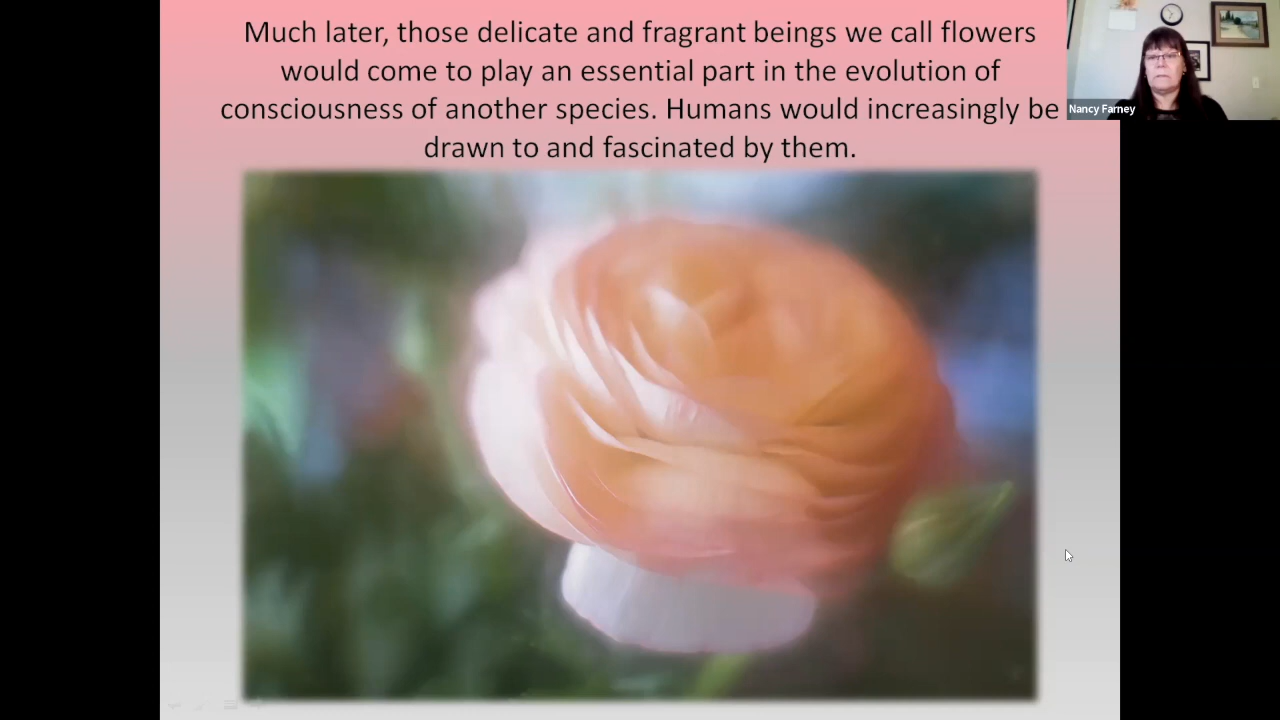 Much later, those delicate and fragrant beings we call flowers
would come to play an essential part in the evolution of
consciousness of another species. Humans would increasingly be
drawn to and fascinated by them.
Nancy Farney